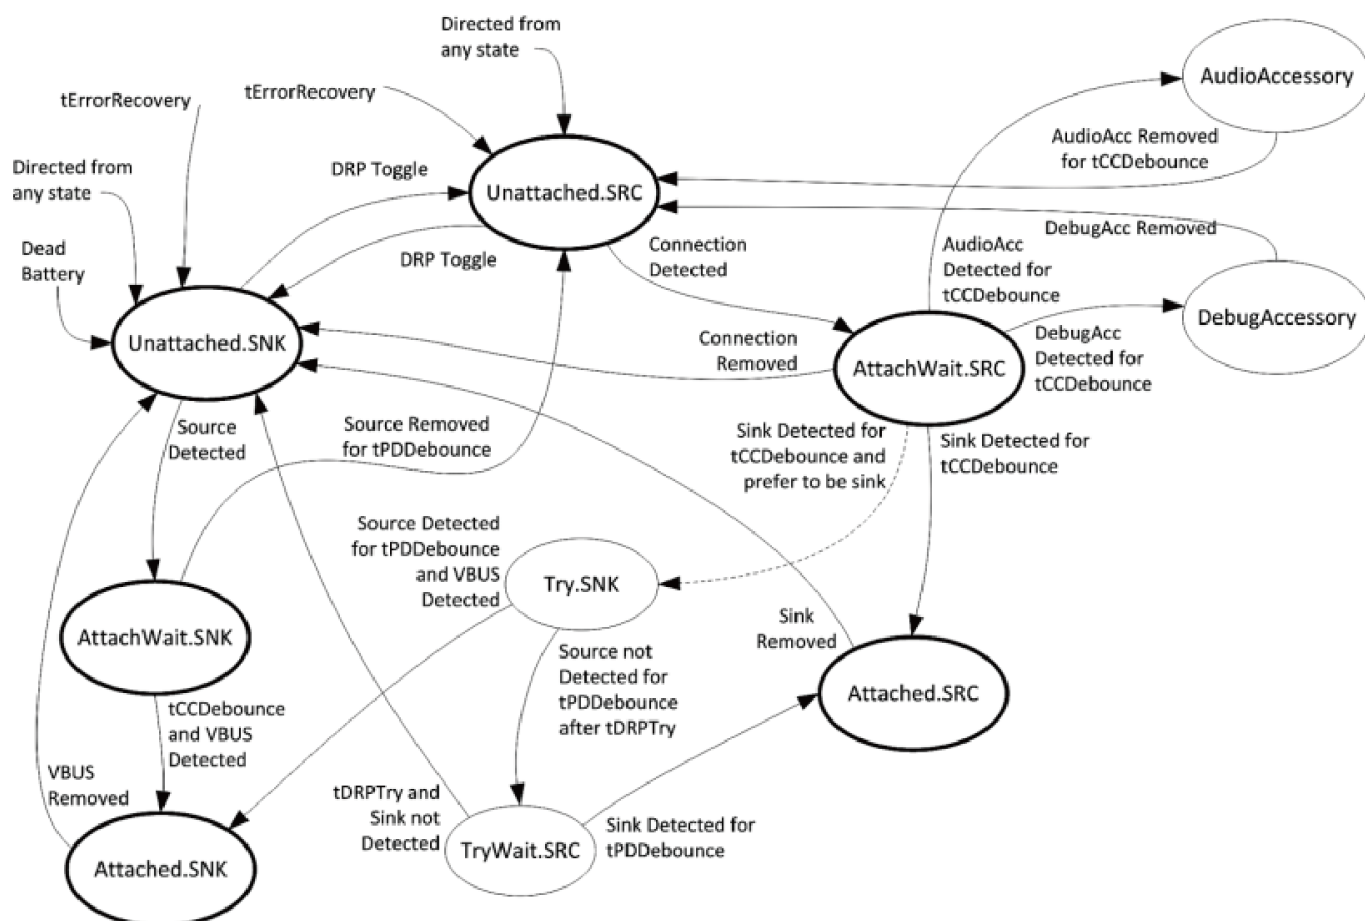 Directed from
any state
AudioAccessory
tErrorRecovery
tErrorRecovery
AudioAcc Removed
for tCCDebounce
Directed from
any state
DRP Toggle
Unattached.SRC
DebugAcc Removed
Dead
Battery
DRP Toggle
Connection
Detected
AudioAcc
Detected for
tCCDebounce
DebugAccessory
Unattached.SNK
Connection
Removed
AttachWait.SRC
DebugAcc
Detected for
tCCDebounce
Source
Detected
Source Removed
for tPDDebounce
Sink Detected for
tCCDebounce and
prefer to be sink
Sink Detected for
tCCDebounce
Source Detected
for tPDDebounce
and VBUS
Detected
Try.SNK
AttachWait.SNK
Sink
Removed
Source not
Detected for
tPDDebounce
after tDRPTry
Attached.SRC
tCCDebounce
and VBUS
Detected
VBUS
Removed
tDRPTry and
Sink not
Detected
TryWait.SRC
Sink Detected for
tPDDebounce
Attached.SNK